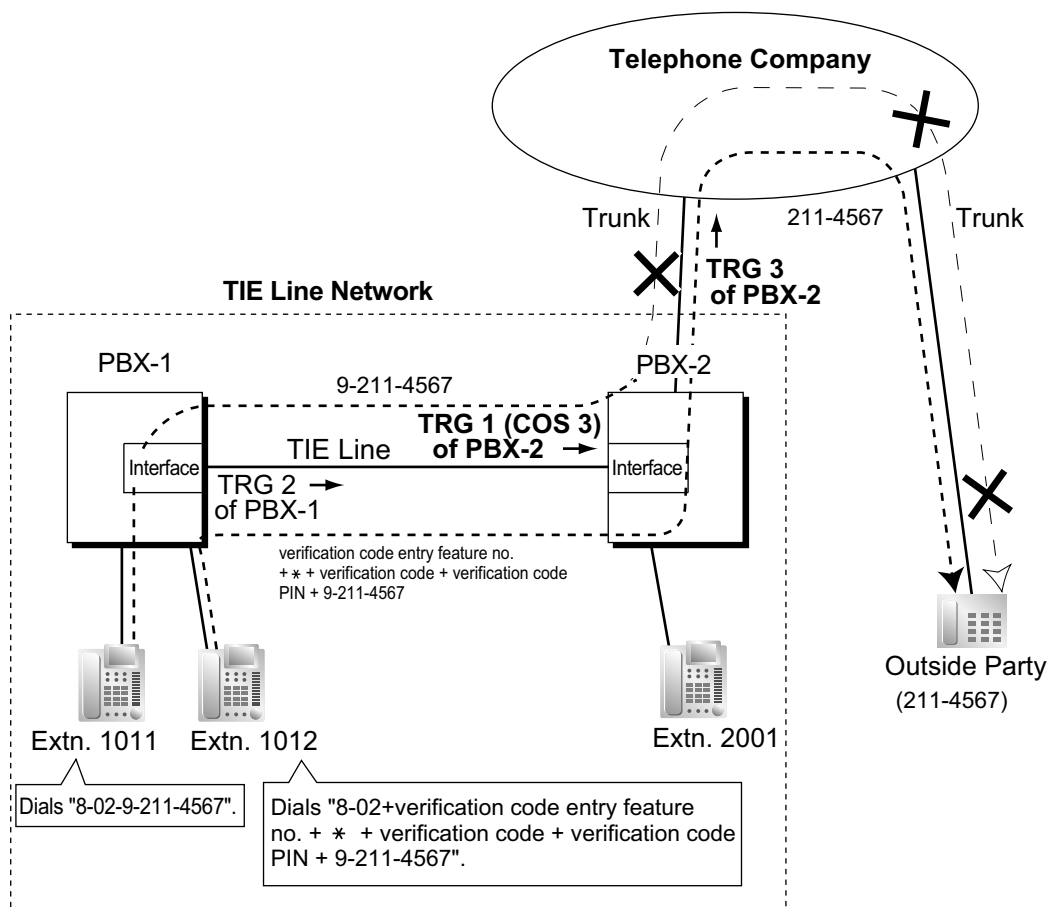 Telephone Company
Trunk
211-4567
Trunk
TRG 3
of PBX-2
TIE Line Network
PBX-1
PBX-2
9-211-4567
TRG 1 (COS 3)
of PBX-2
TIE Line
Interface
Interface
TRG 2
of PBX-1
verification code entry feature no.
+ * + verification code + verification code
PIN + 9-211-4567
Outside Party
(211-4567)
Extn. 1011
Extn. 1012
Extn. 2001
Dials "8-02-9-211-4567".
Dials "8-02+verification code entry feature
no. + * + verification code + verification code
PIN + 9-211-4567".